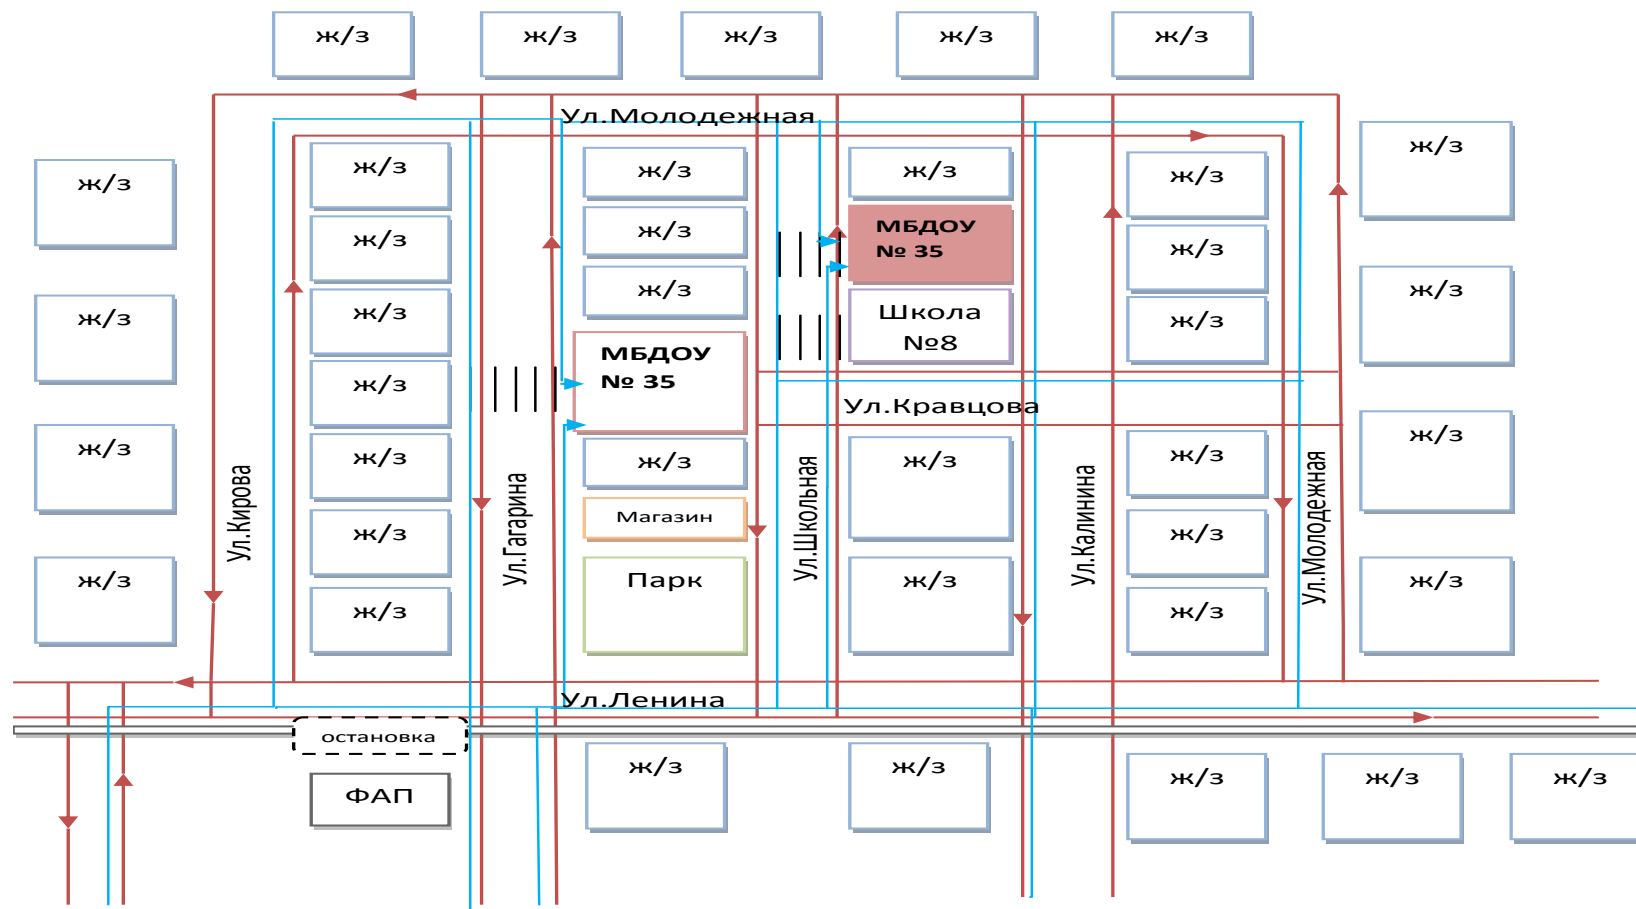 ж/з
ж/з
ж/з
ж/з
ж/з
Ул.Молодежная
ж/з
ж/з
ж/з
ж/з
ж/з
ж/з
ж/з
ж/з
МБДОУ
№ 35
ж/з
ж/з
ж/з
ж/з
ж/з
ж/з
Школа
№8
ж/з
ж/з
МБДОУ
№ 35
ж/з
Ул.Кравцова
ж/з
ж/з
ж/з
ж/з
ж/з
ж/з
Ул.Кирова
Ул.Гагарина
Магазин
Ул.Школьная
Ул.Калинина
Ул.Молодежная
ж/з
ж/з
ж/з
ж/з
Парк
ж/з
ж/з
ж/з
ж/з
Ул.Ленина
остановка
ФАП
ж/з
ж/з
ж/з
ж/з
ж/з